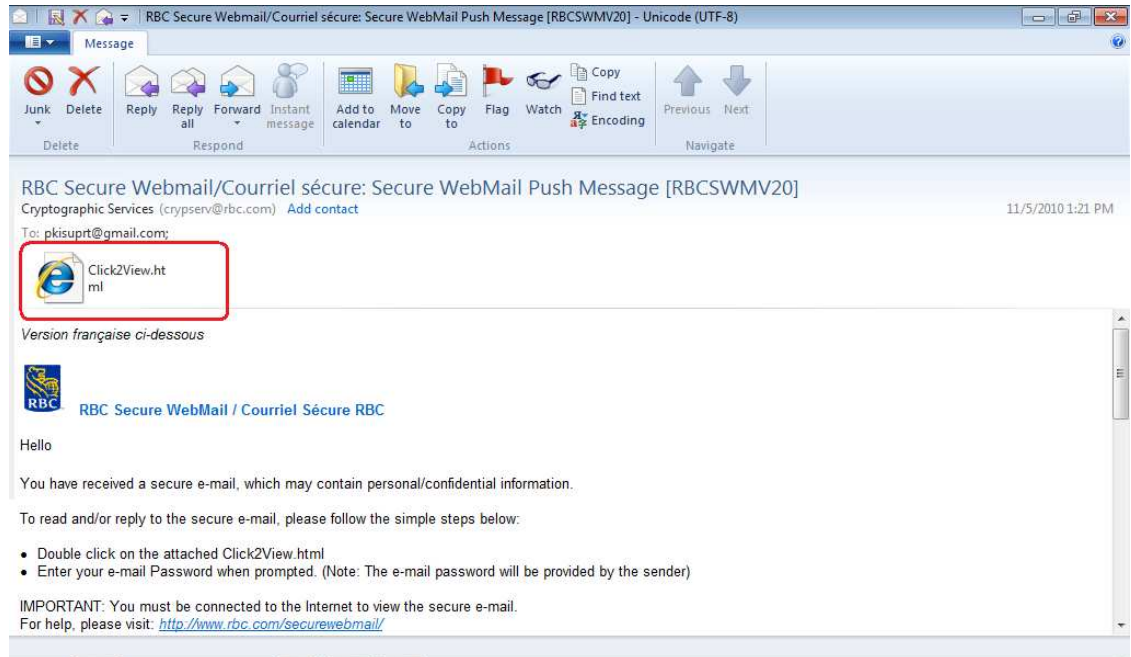 RBC Secure Webmail/Courriel sécure: Secure WebMail Push Message [RBCSWMV20] - Unicode (UTF-8)
Message
Junk Delete Reply Reply all Forward Instant message Add to calendar Move to Copy to Flag Watch Copy Find text Encoding Previous Next
Delete Respond Actions Navigate
RBC Secure Webmail/Courriel sécure: Secure WebMail Push Message [RBCSWMV20]
Cryptographic Services (crypserv@rbc.com) Add contact 11/5/2010 1:21 PM
To: pkisuprt@gmail.com;
Click2View.ht
ml
Version française ci-dessous
RBC
RBC Secure WebMail / Courriel Sécure RBC
Hello
You have received a secure e-mail, which may contain personal/confidential information.
To read and/or reply to the secure e-mail, please follow the simple steps below:
• Double click on the attached Click2View.html
• Enter your e-mail Password when prompted. (Note: The e-mail password will be provided by the sender)
IMPORTANT: You must be connected to the Internet to view the secure e-mail.
For help, please visit: http://www.rbc.com/securewebmail/